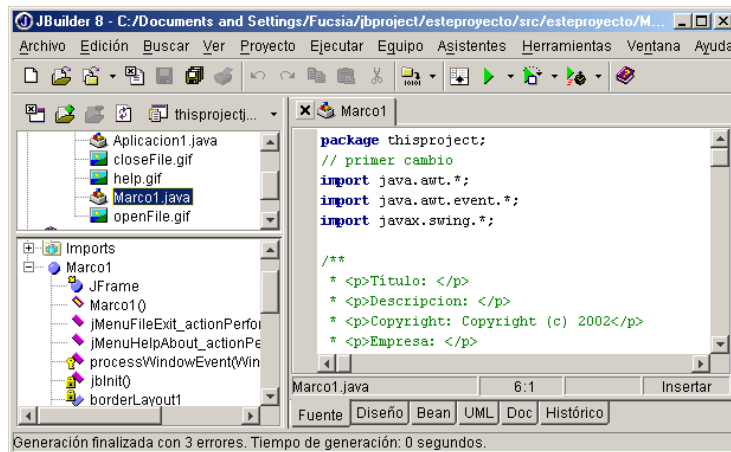 JBuilder 8 - C:/Documents and Settings/Fucsia/jbproject/esteproyecto/src/esteproyecto/M...
Archivo Edición Buscar Ver Proyecto Ejecutar Equipo Asistentes Herramientas Ventana Ayuda
thisprojectj...
Aplicacion1.java
closeFile.gif
help.gif
Marco1.java
openFile.gif
Imports
Marco1
JFrame
Marco1()
jMenuFileExit_actionPerfor
jMenuHelpAbout_actionPe
processWindowEvent(Win
jbInit()
borderLayout1
Marco1
package thisproject;
// primer cambio
import java.awt.*;
import java.awt.event.*;
import javax.swing.*;
/**
* <p>Título: </p>
* <p>Descripcion: </p>
* <p>Copyright: Copyright (c) 2002</p>
* <p>Empresa: </p>
Marco1.java 6:1 Insertar
Fuente Diseño Bean UML Doc Histórico
Generación finalizada con 3 errores. Tiempo de generación: 0 segundos.